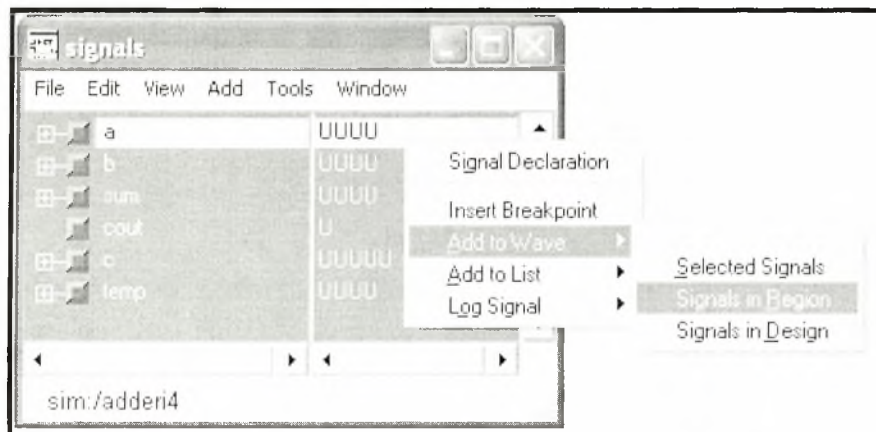 signals
File Edit View Add Tools Window
a UUUU
b UUUU
sum UUUU
cout U
c UUUUU
temp UUUU
sim:/adderi4
Signal Declaration
Insert Breakpoint
Add to Wave
Add to List
Log Signal
Selected Signals
Signals in Region
Signals in Design